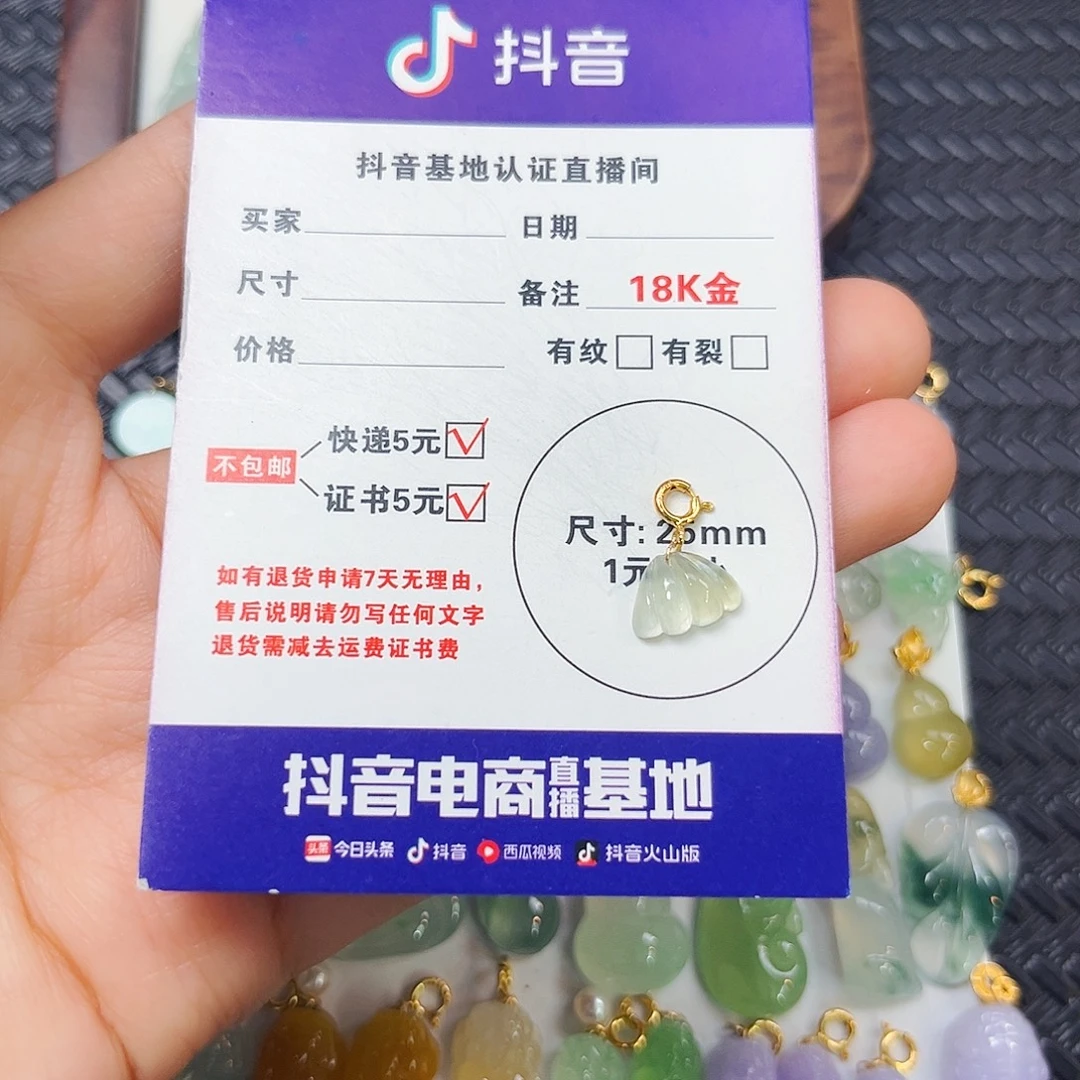 抖音
抖音基地认证直播间
买家 日期
尺寸 备注 18K金
价格 有纹 有裂
快递5元
不包邮
证书5元
尺寸: 25mm
1元
如有退货申请7天无理由，
售后说明请勿写任何文字
退货需减去运费证书费
抖音电商直播基地
头条 今日头条 抖音 西瓜视频 抖音火山版